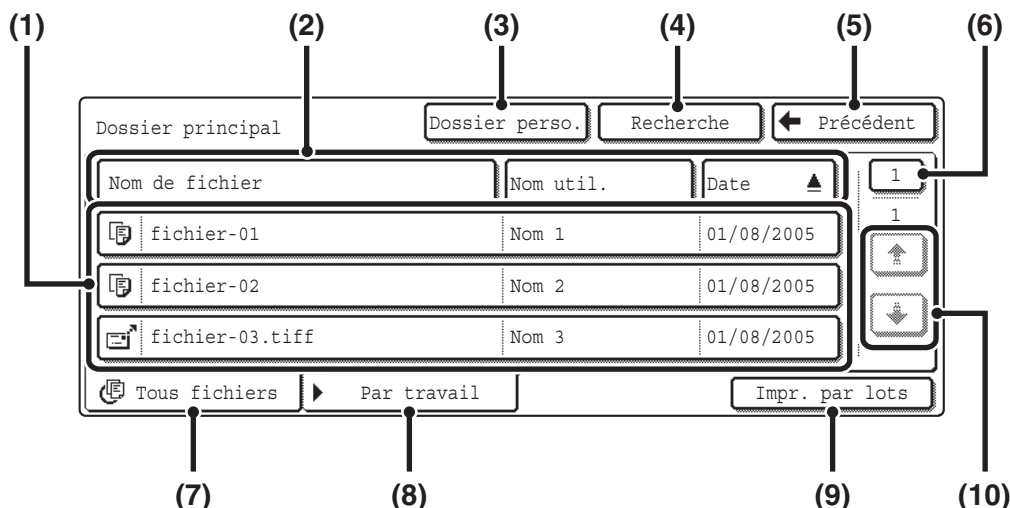 (1) (2) (3) (4) (5) (6)
Dossier principal Dossier perso. Recherche Précédent
Nom de fichier Nom util. Date 1
1
fichier-01 Nom 1 01/08/2005
fichier-02 Nom 2 01/08/2005
fichier-03.tiff Nom 3 01/08/2005
Tous fichiers Par travail Impr. par lots
(7) (8) (9) (10)